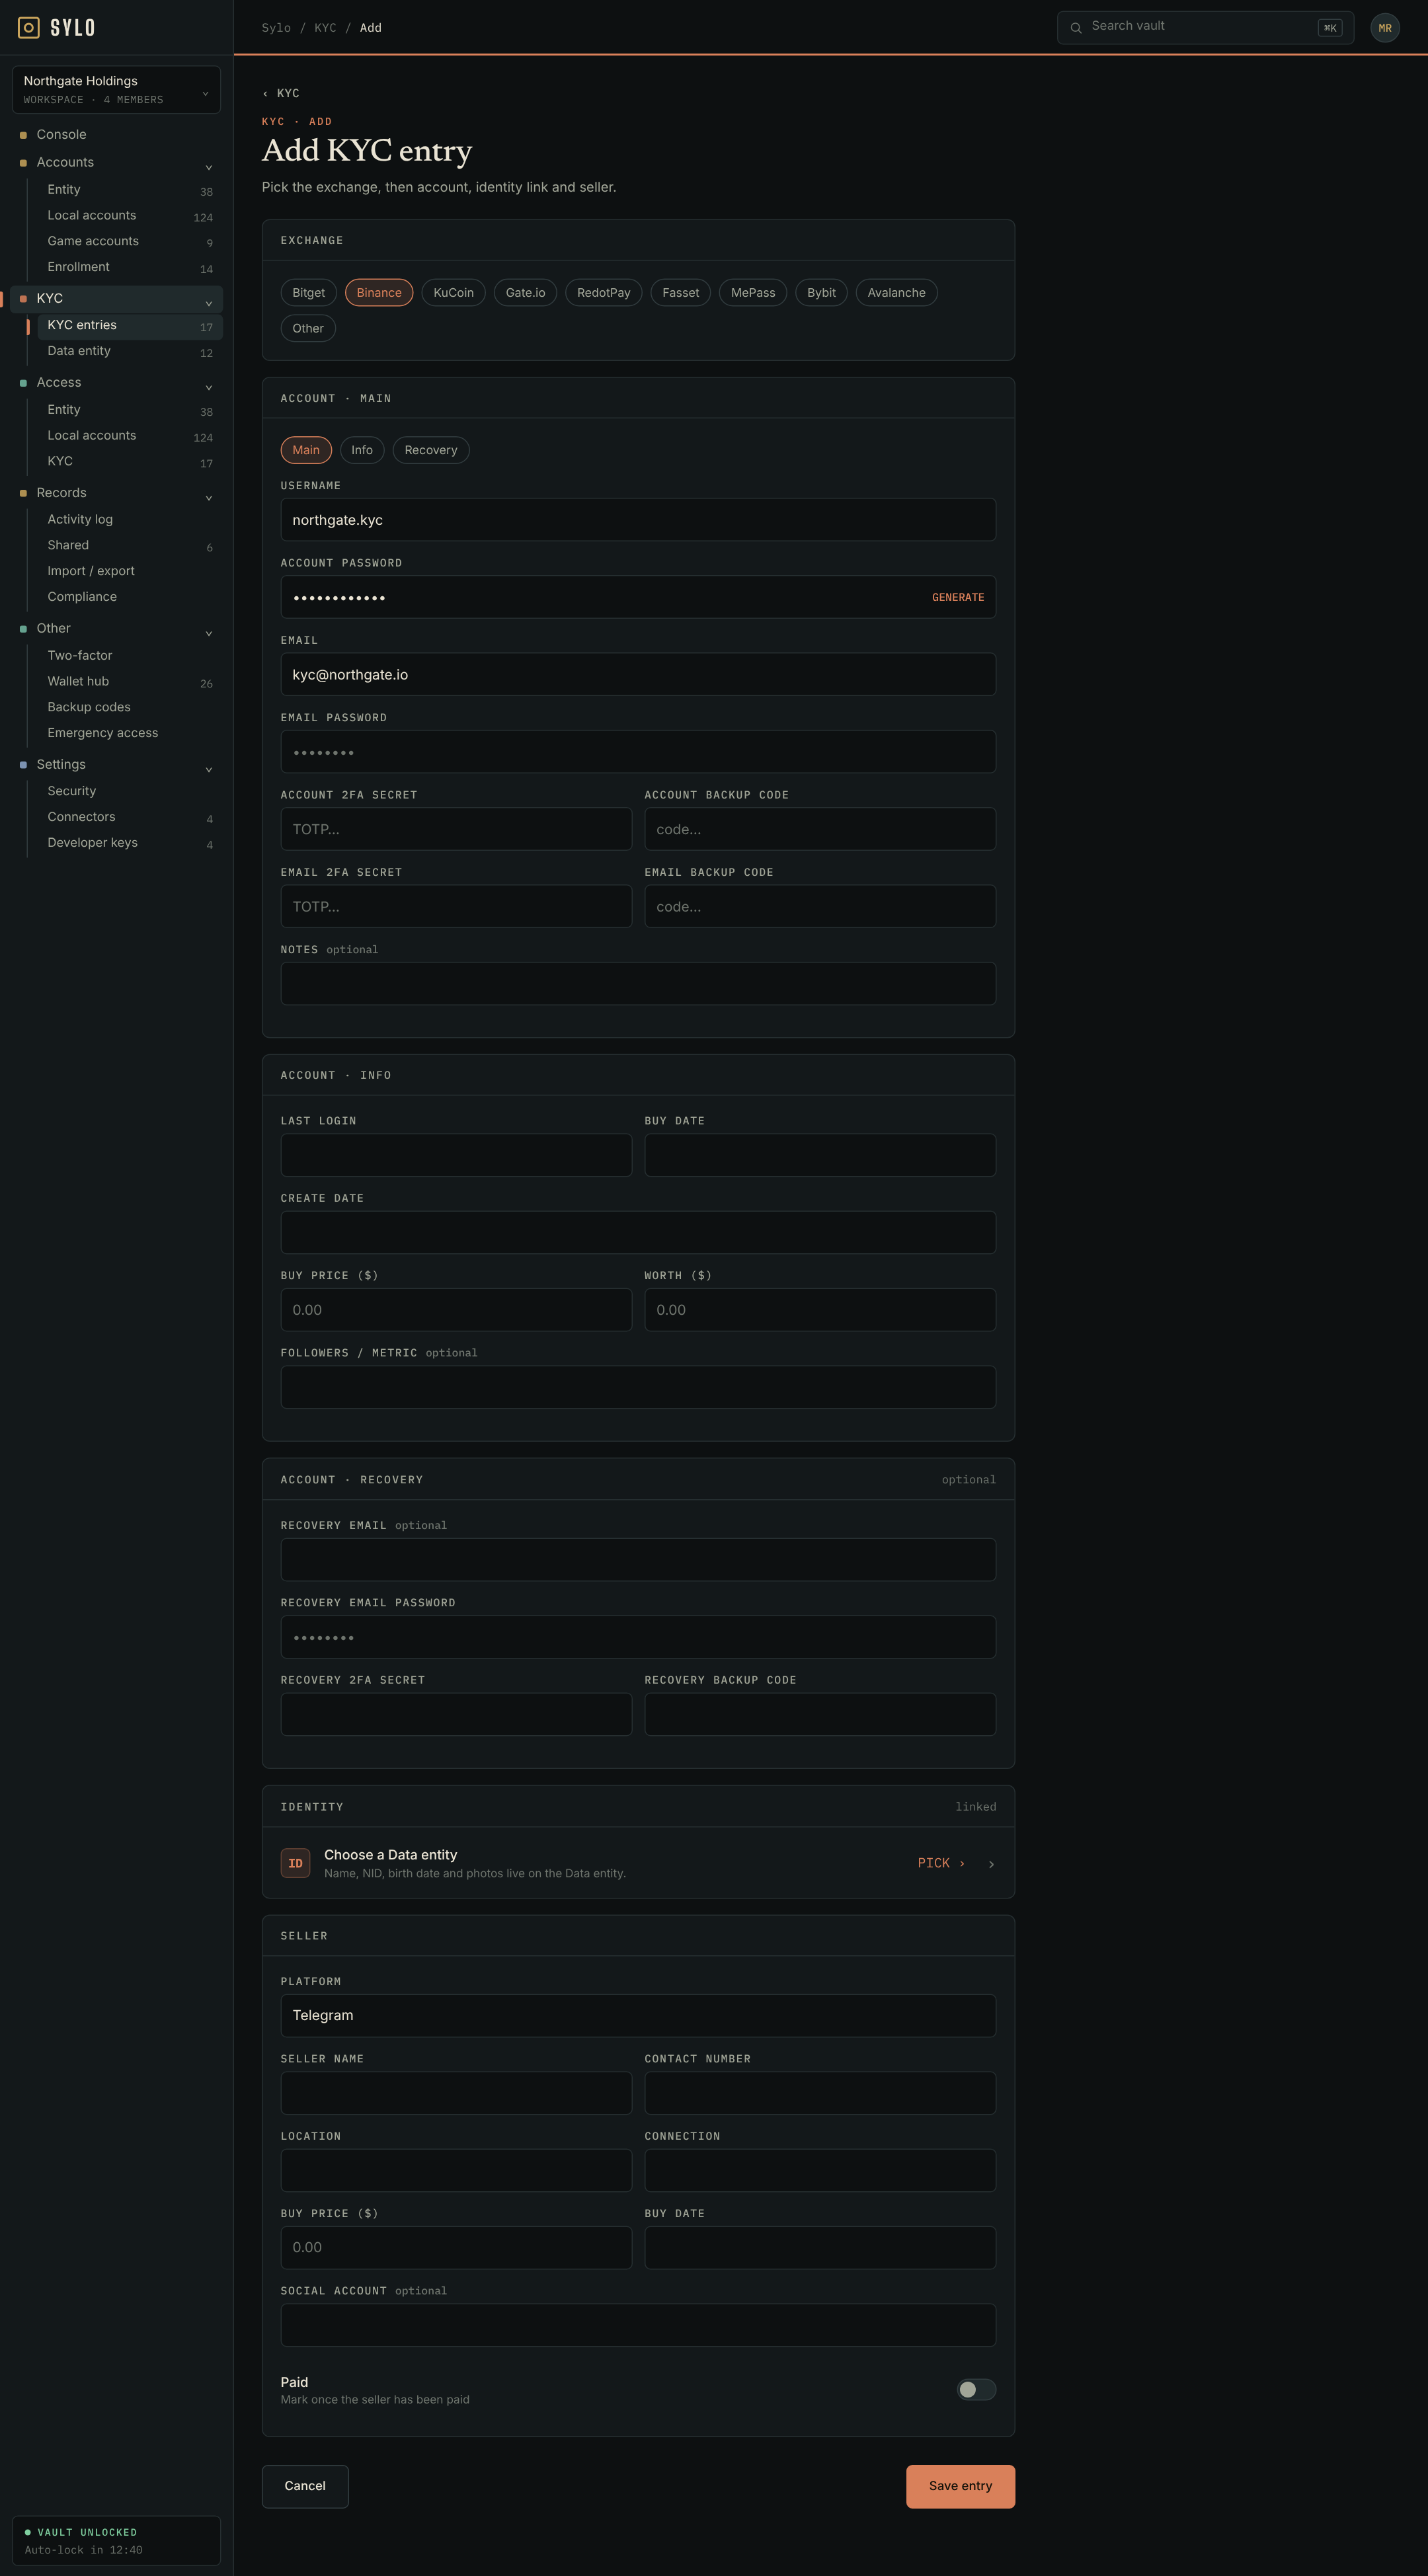 SYLO
Northgate Holdings
WORKSPACE · 4 MEMBERS
Console
Accounts
Entity 38
Local accounts 124
Game accounts 9
Enrollment 14
KYC
KYC entries 17
Data entity 12
Access
Entity 38
Local accounts 124
KYC 17
Records
Activity log
Shared 6
Import / export
Compliance
Other
Two-factor
Wallet hub 26
Backup codes
Emergency access
Settings
Security
Connectors 4
Developer keys 4
VAULT UNLOCKED
Auto-lock in 12:40
Sylo / KYC / Add
Search vault ⌘K
MR
‹ KYC
KYC · ADD
Add KYC entry
Pick the exchange, then account, identity link and seller.
EXCHANGE
Bitget Binance KuCoin Gate.io RedotPay Fasset MePass Bybit Avalanche
Other
ACCOUNT · MAIN
Main Info Recovery
USERNAME
northgate.kyc
ACCOUNT PASSWORD
•••••••••••• GENERATE
EMAIL
kyc@northgate.io
EMAIL PASSWORD
••••••••
ACCOUNT 2FA SECRET ACCOUNT BACKUP CODE
TOTP… code…
EMAIL 2FA SECRET EMAIL BACKUP CODE
TOTP… code…
NOTES optional
ACCOUNT · INFO
LAST LOGIN BUY DATE
CREATE DATE
BUY PRICE ($) WORTH ($)
0.00 0.00
FOLLOWERS / METRIC optional
ACCOUNT · RECOVERY optional
RECOVERY EMAIL optional
RECOVERY EMAIL PASSWORD
••••••••
RECOVERY 2FA SECRET RECOVERY BACKUP CODE
IDENTITY linked
ID
Choose a Data entity
Name, NID, birth date and photos live on the Data entity.
PICK › ›
SELLER
PLATFORM
Telegram
SELLER NAME CONTACT NUMBER
LOCATION CONNECTION
BUY PRICE ($) BUY DATE
0.00
SOCIAL ACCOUNT optional
Paid
Mark once the seller has been paid
Cancel Save entry